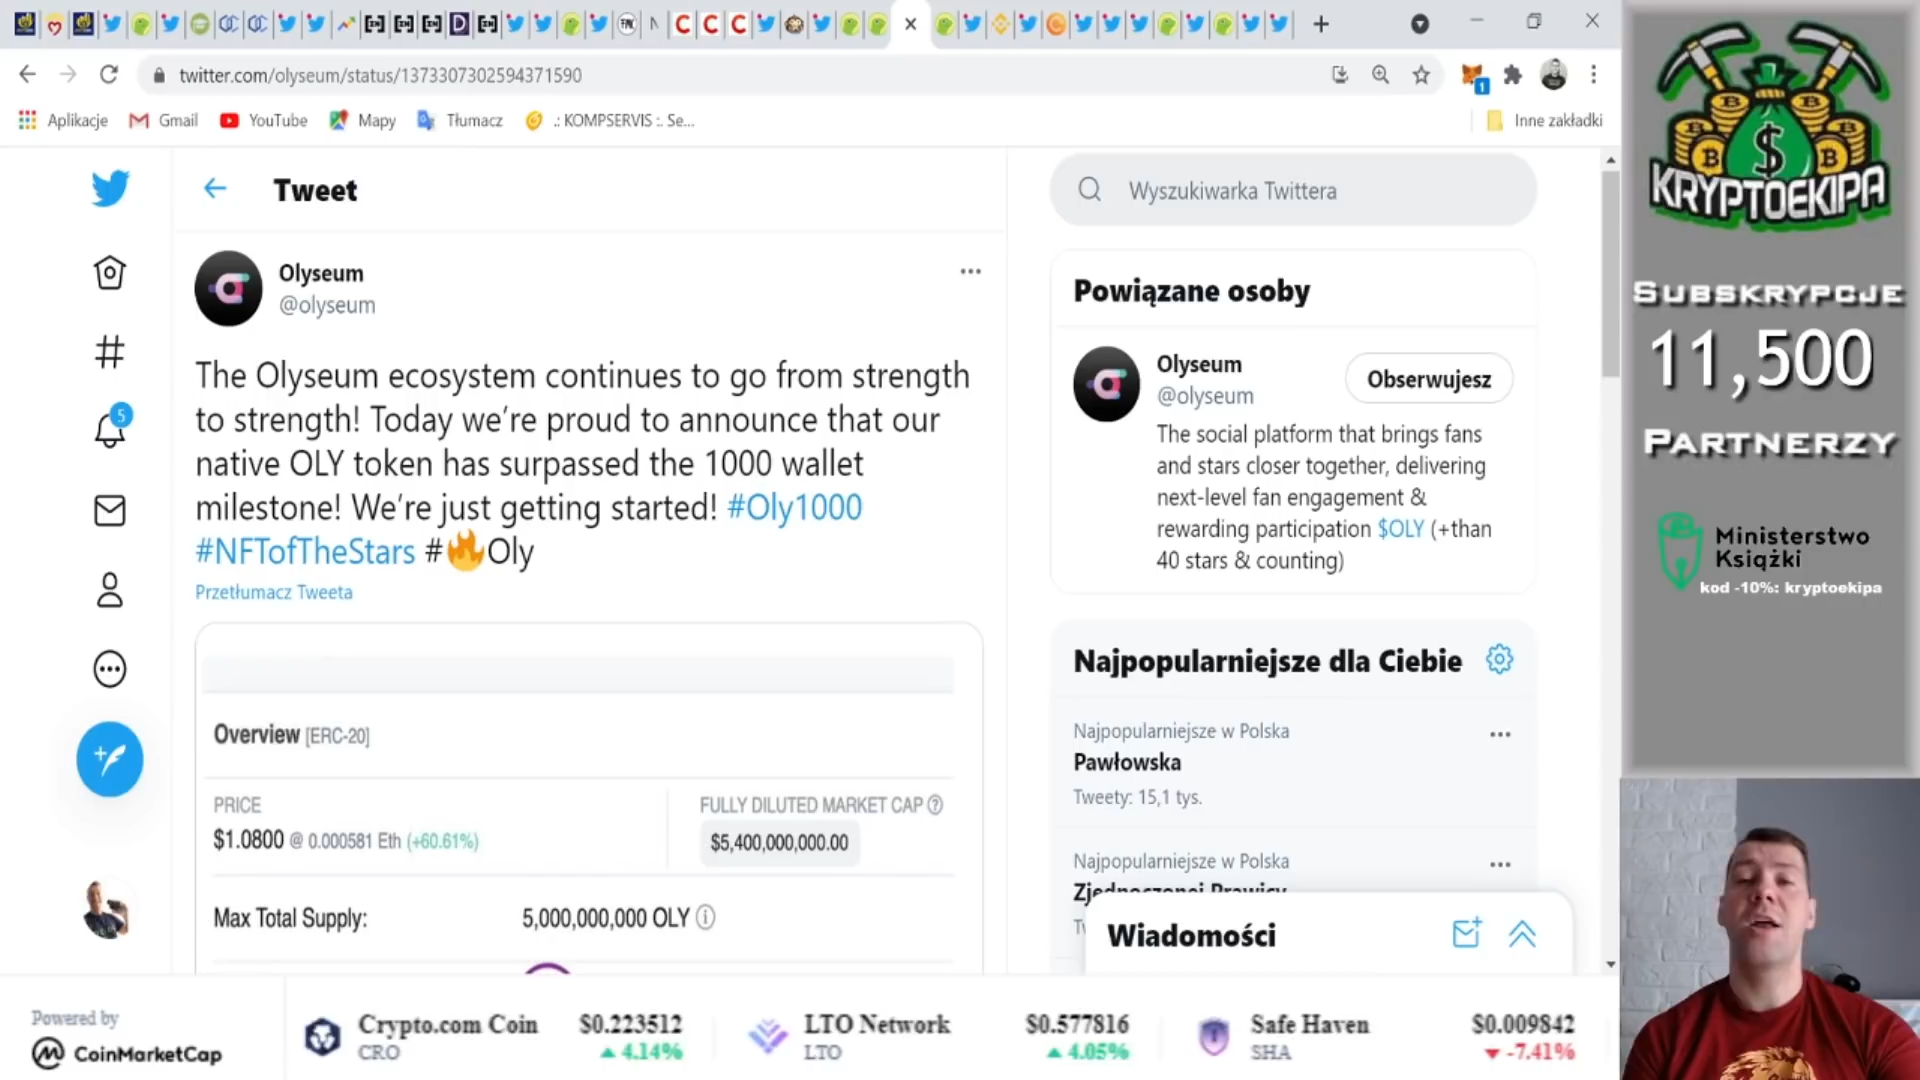 twitter.com/olyseum/status/1373307302594371590
1
Aplikacje
Gmail
YouTube
Mapy
Tłumacz
.: KOMPSERVIS :. Se...
Inne zakładki
Tweet
Wyszukiwarka Twittera
Olyseum
@olyseum
The Olyseum ecosystem continues to go from strength
to strength! Today we’re proud to announce that our
native OLY token has surpassed the 1000 wallet
milestone! We’re just getting started! #Oly1000
#NFTofTheStars #🔥Oly
Przetłumacz Tweeta
5
Overview [ERC-20]
PRICE
$1.0800 @ 0.000581 Eth (+60.61%)
FULLY DILUTED MARKET CAP
$5,400,000,000.00
Max Total Supply:
5,000,000,000 OLY
Powiązane osoby
Olyseum
@olyseum
Obserwujesz
The social platform that brings fans
and stars closer together, delivering
next-level fan engagement &
rewarding participation $OLY (+than
40 stars & counting)
Najpopularniejsze dla Ciebie
Najpopularniejsze w Polska
Pawłowska
Tweety: 15,1 tys.
Najpopularniejsze w Polska
Zjednoczonej Prawicy
Wiadomości
KRYPTOEKIPA
SUBSKRYPCJE
11,500
PARTNERZY
Ministerstwo
Książki
kod -10%: kryptoekipa
Powered by
CoinMarketCap
Crypto.com Coin
CRO
$0.223512
4.14%
LTO Network
LTO
$0.577816
4.05%
Safe Haven
SHA
$0.009842
-7.41%